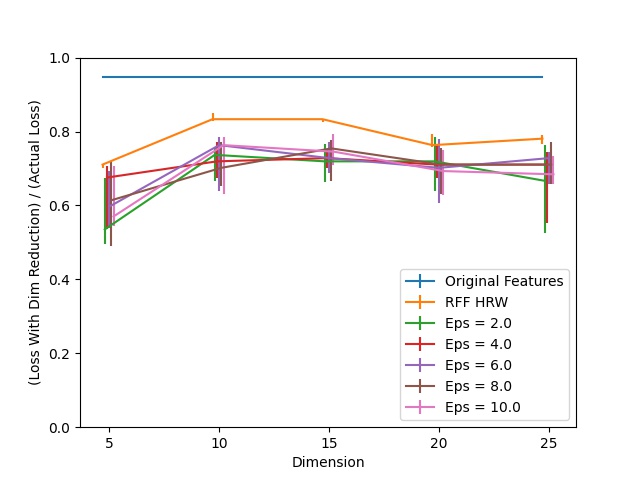 1.0
0.8
0.6
0.4
0.2
0.0
(Loss With Dim Reduction) / (Actual Loss)
Original Features
RFF HRW
Eps = 2.0
Eps = 4.0
Eps = 6.0
Eps = 8.0
Eps = 10.0
5 10 15 20 25
Dimension